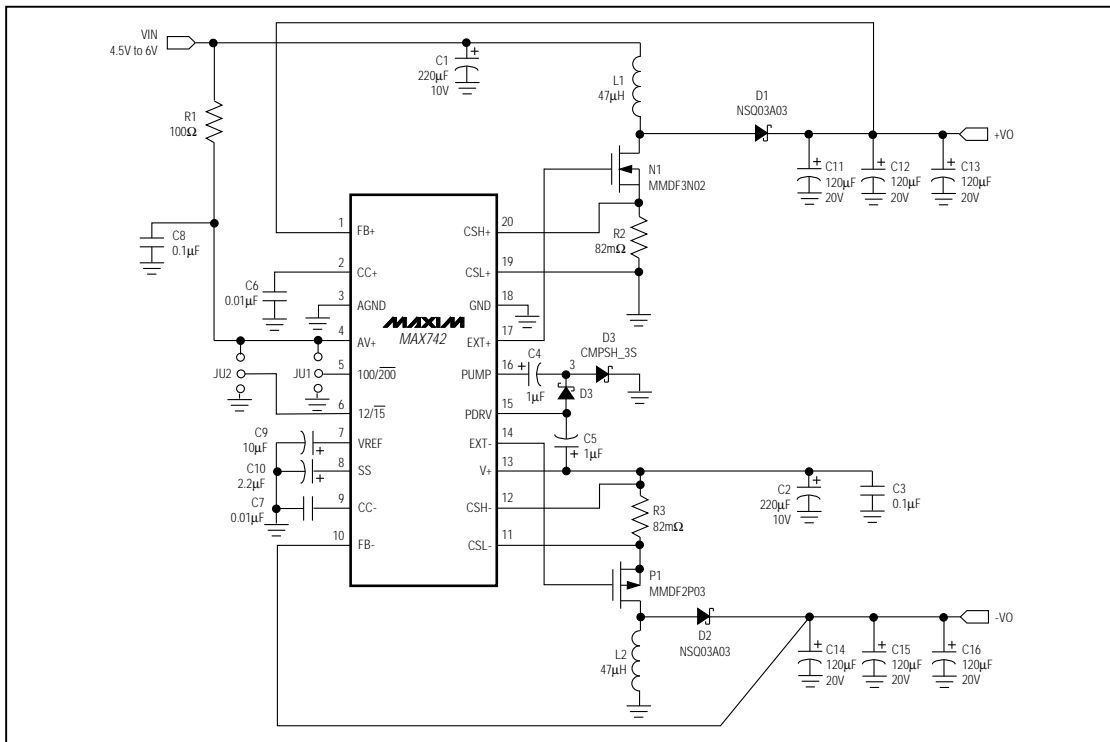 VIN
4.5V to 6V
R1
100Ω
C8
0.1µF
C1
220µF
10V
L1
47µH
D1
NSQ03A03
+VO
C11
120µF
20V
C12
120µF
20V
C13
120µF
20V
N1
MMDF3N02
R2
82mΩ
C6
0.01µF
1
FB+
2
CC+
3
AGND
4
AV+
5
100/200
6
12/15
7
VREF
8
SS
9
CC-
10
FB-
MAXIM
MAX742
20
CSH+
19
CSL+
18
GND
17
EXT+
16
PUMP
15
PDRV
14
EXT-
13
V+
12
CSH-
11
CSL-
JU2
JU1
C9
10µF
C10
2.2µF
C7
0.01µF
C4
1µF
3
D3
CMPSH_3S
D3
C5
1µF
C2
220µF
10V
C3
0.1µF
R3
82mΩ
P1
MMDF2P03
D2
NSQ03A03
L2
47µH
-VO
C14
120µF
20V
C15
120µF
20V
C16
120µF
20V